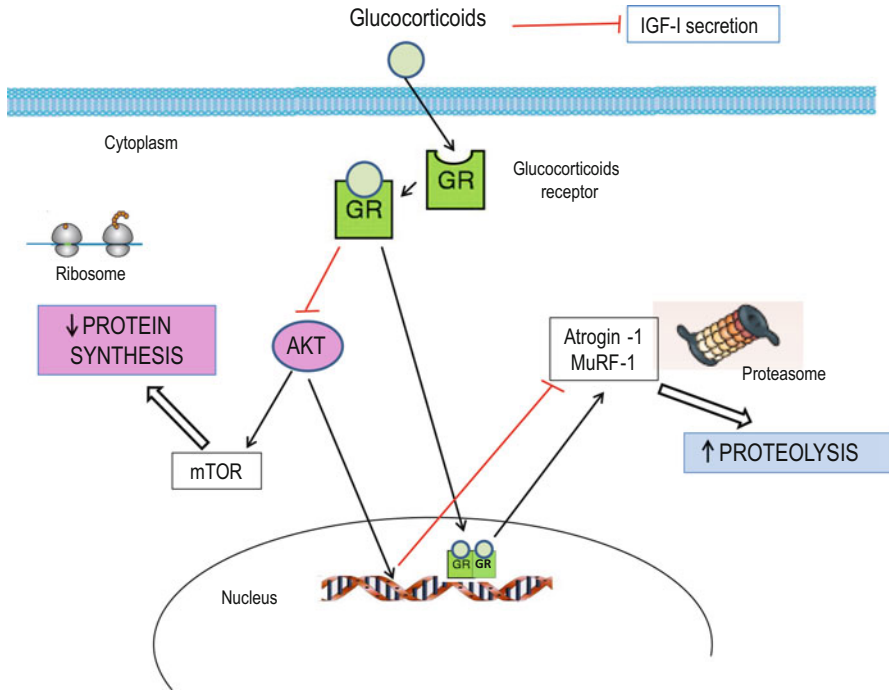 Glucocorticoids
IGF-I secretion
Cytoplasm
GR
Glucocorticoids
receptor
GR
Ribosome
↓ PROTEIN
SYNTHESIS
AKT
Atrogin -1
MuRF-1
Proteasome
mTOR
↑ PROTEOLYSIS
GR GR
Nucleus